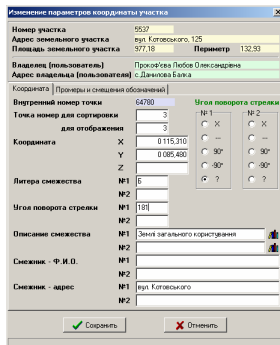 Изменение параметров координаты участка
Номер участка 5537
Адрес земельного участка вул. Котовського, 125
Площадь земельного участка 977,18 Периметр 132,93
Владелец (пользователь) Прокоф'єва Любов Олександрівна
Адрес владельца (пользователя) с.Данилова Балка
Координата Промеры и смещения обозначений
Внутренний номер точки 64780 Угол поворота стрелки
Точка номер для сортировки 3 № 1 № 2
для отображения 3
Координата X 0 115,310 X X
Y 0 085,480 -- --
Z 90° 90°
-90° -90°
Литера смежества №1 Б ? ?
№2
Угол поворота стрелки №1 181
№2
Описание смежества №1 Землі загального користування
№2
Смежник - Ф.И.О. №1
№2
Смежник - адрес №1 вул. Котовського
№2
Сохранить Отменить